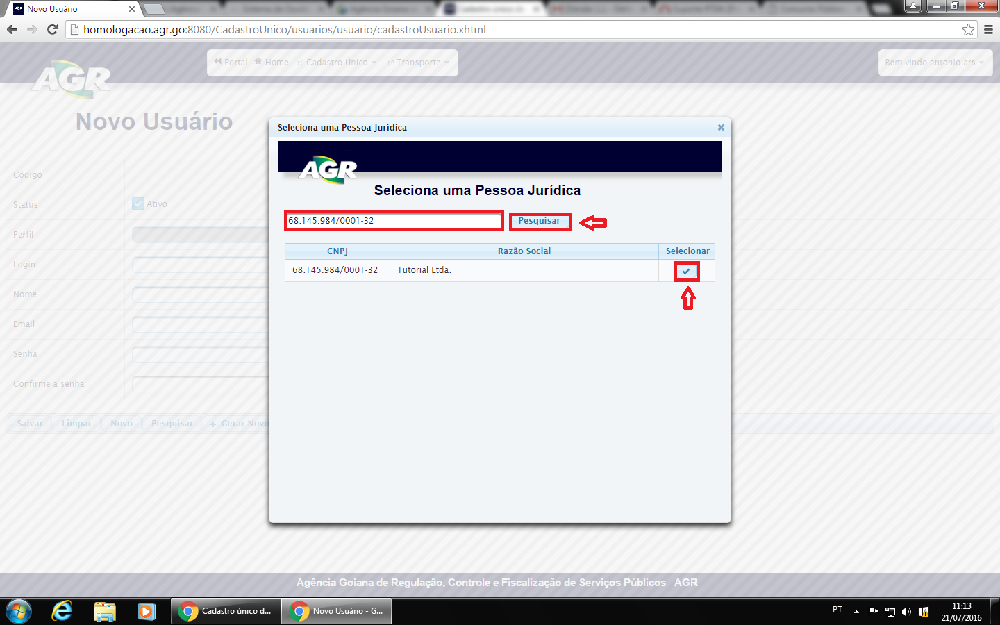 AGR Novo Usuário
homologacao.agr.go:8080/CadastroUnico/usuarios/usuario/cadastroUsuario.xhtml
AGR
Portal Home Cadastro Único Transporte
Bem vindo antonio-ars
Novo Usuário
Código
Status
Ativo
Perfil
Login
Nome
Email
Senha
Confirme a senha
Salvar Limpar Novo Pesquisar + Gerar Novo
Seleciona uma Pessoa Jurídica
AGR
Seleciona uma Pessoa Jurídica
68.145.984/0001-32 Pesquisar
CNPJ Razão Social Selecionar
68.145.984/0001-32 Tutorial Ltda.
Agência Goiana de Regulação, Controle e Fiscalização de Serviços Públicos AGR
Cadastro único d... Novo Usuário - G...
PT
11:13
21/07/2016